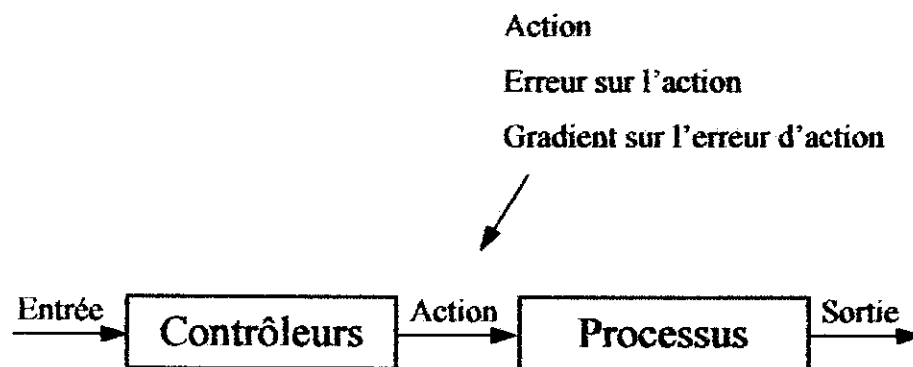 Action
Erreur sur l'action
Gradient sur l'erreur d'action
Entrée Contrôleurs Action Processus Sortie